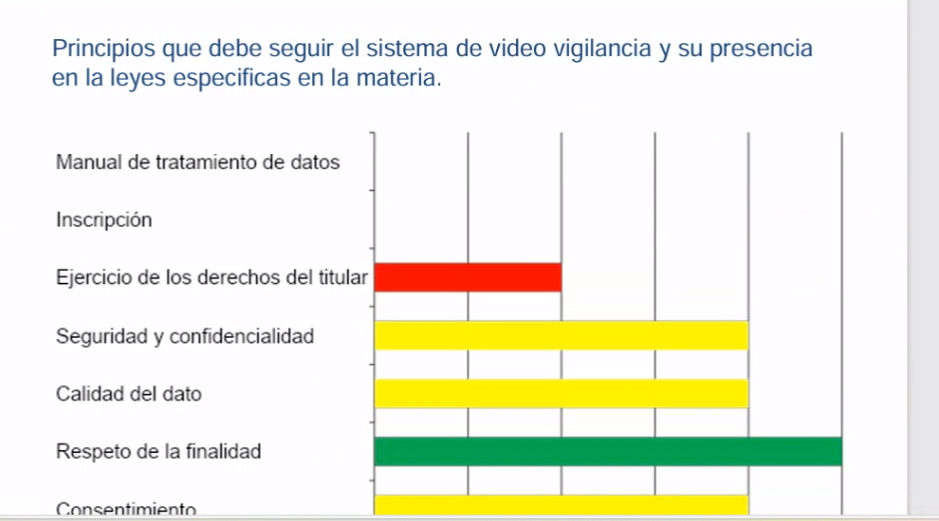 Principios que debe seguir el sistema de video vigilancia y su presencia
en la leyes especificas en la materia.
Manual de tratamiento de datos
Inscripción
Ejercicio de los derechos del titular
Seguridad y confidencialidad
Calidad del dato
Respeto de la finalidad
Consentimiento